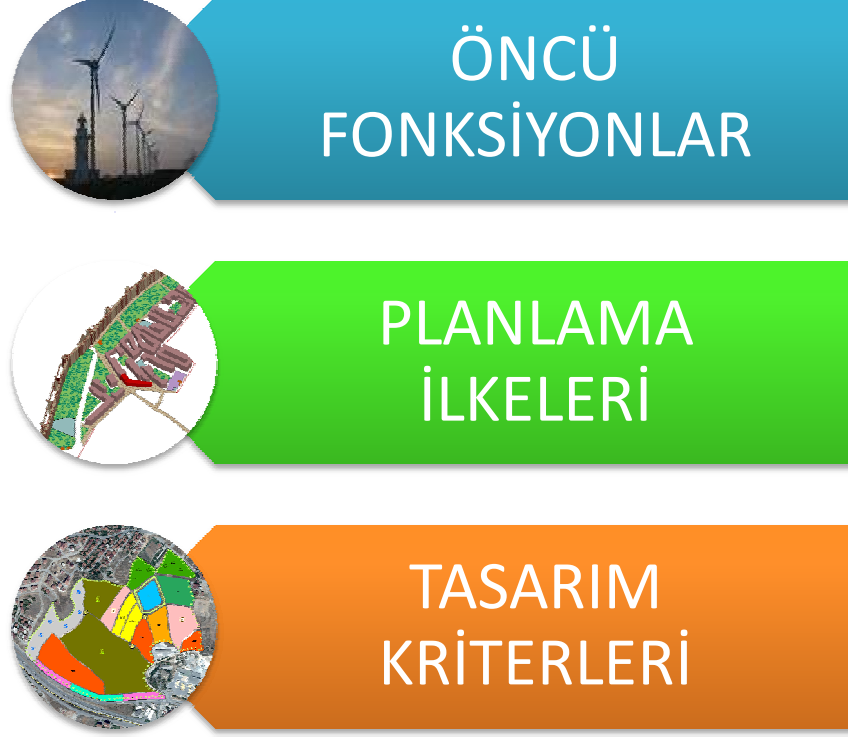 ÖNCÜ
FONKSİYONLAR
PLANLAMA
İLKELERİ
TASARIM
KRİTERLERİ